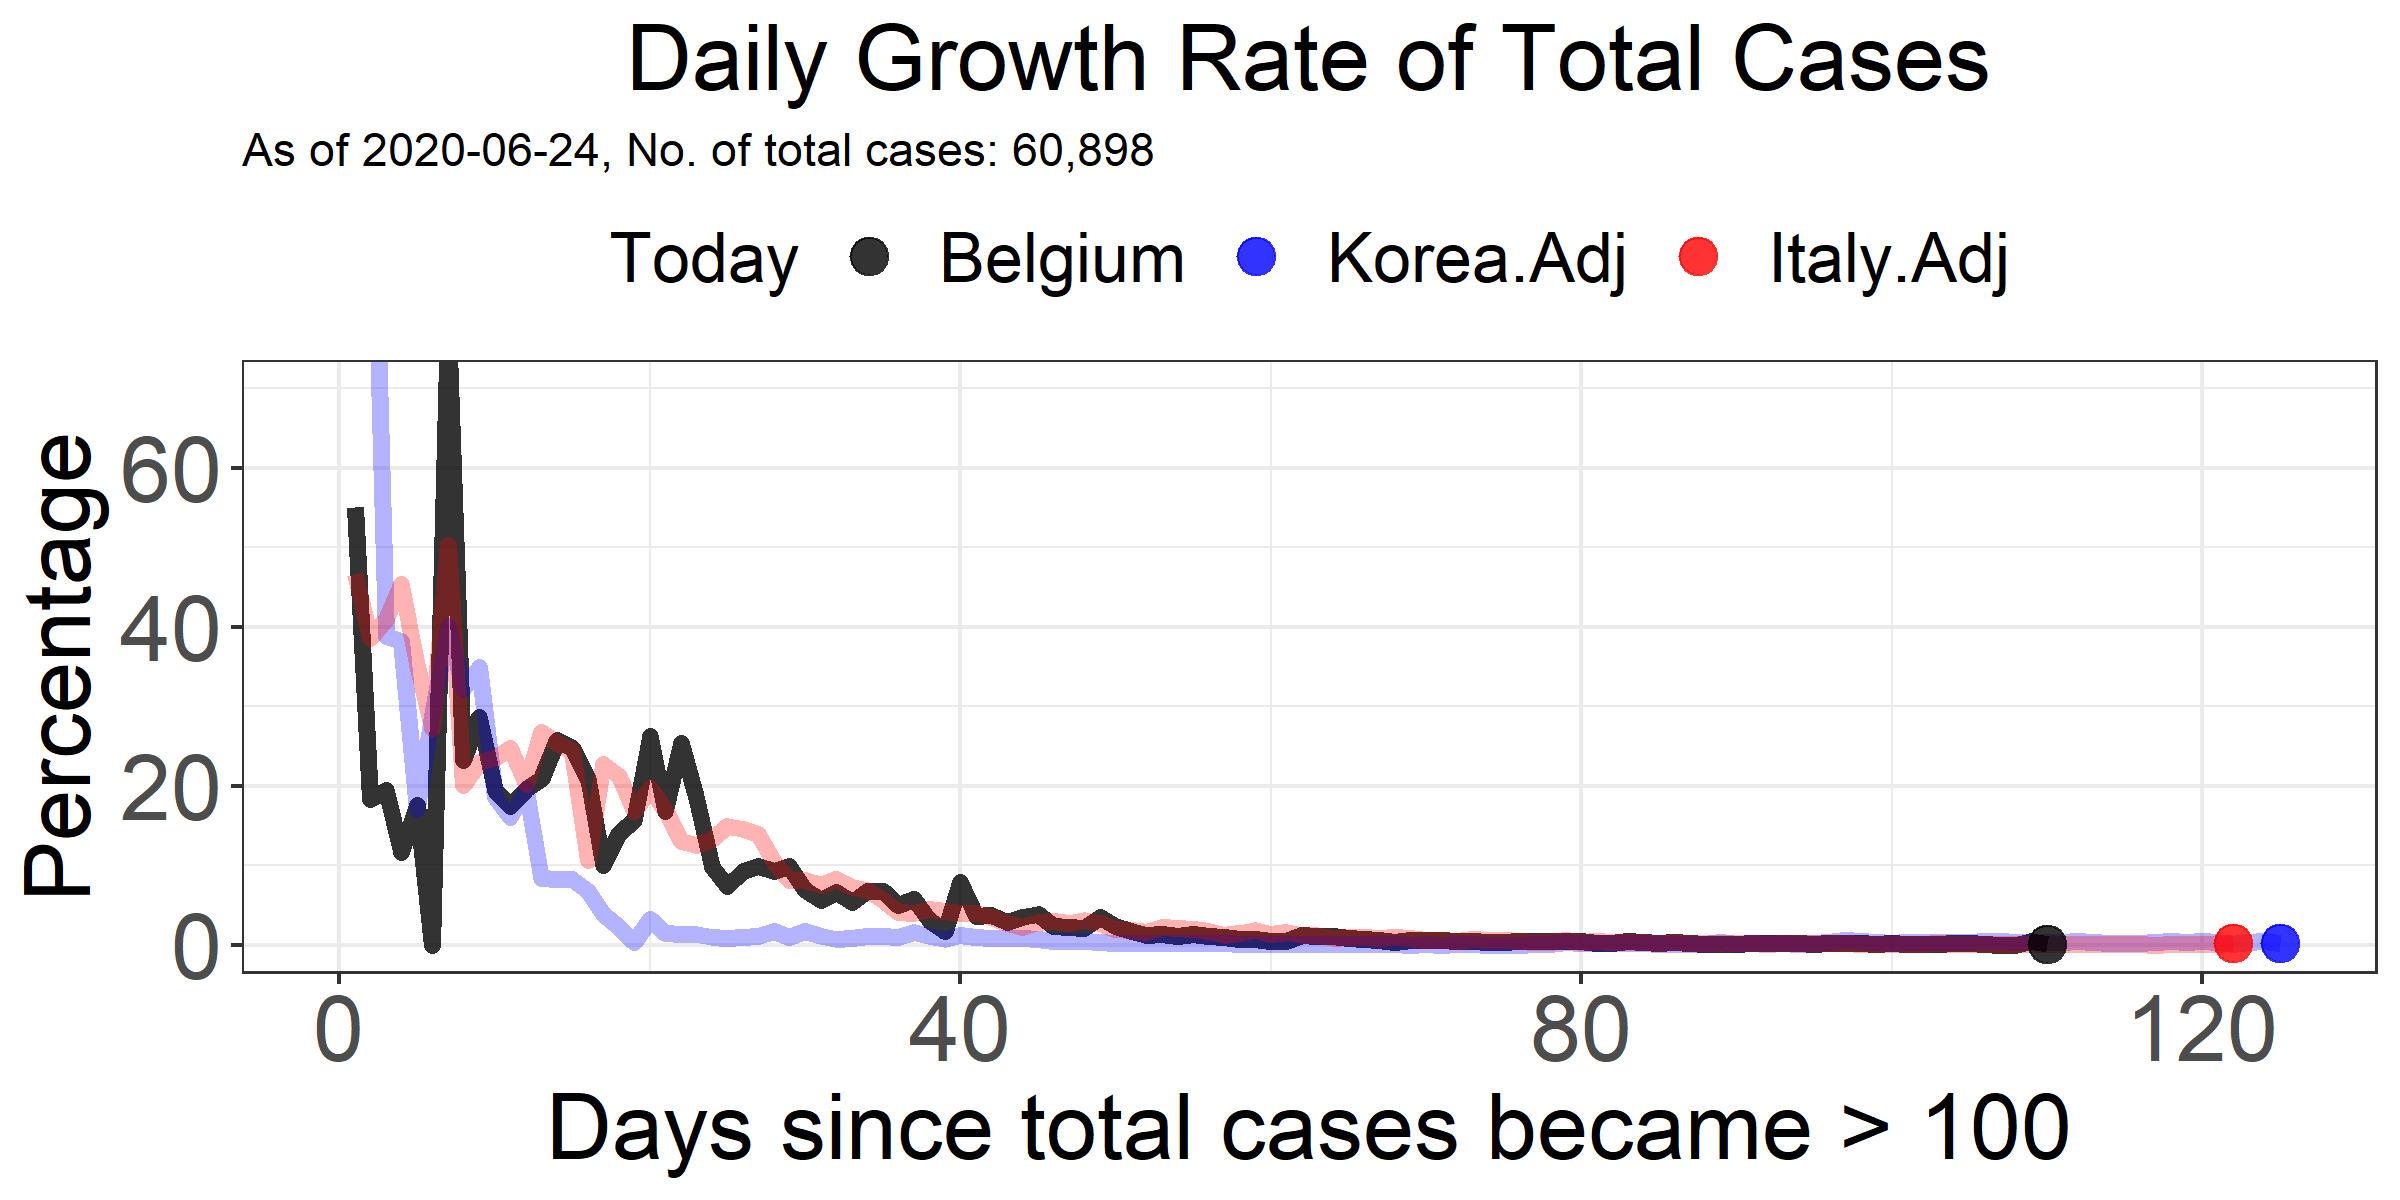 Daily Growth Rate of Total Cases
As of 2020-06-24, No. of total cases: 60,898
Today Belgium Korea.Adj Italy.Adj
Percentage
60
40
20
0
0 40 80 120
Days since total cases became > 100